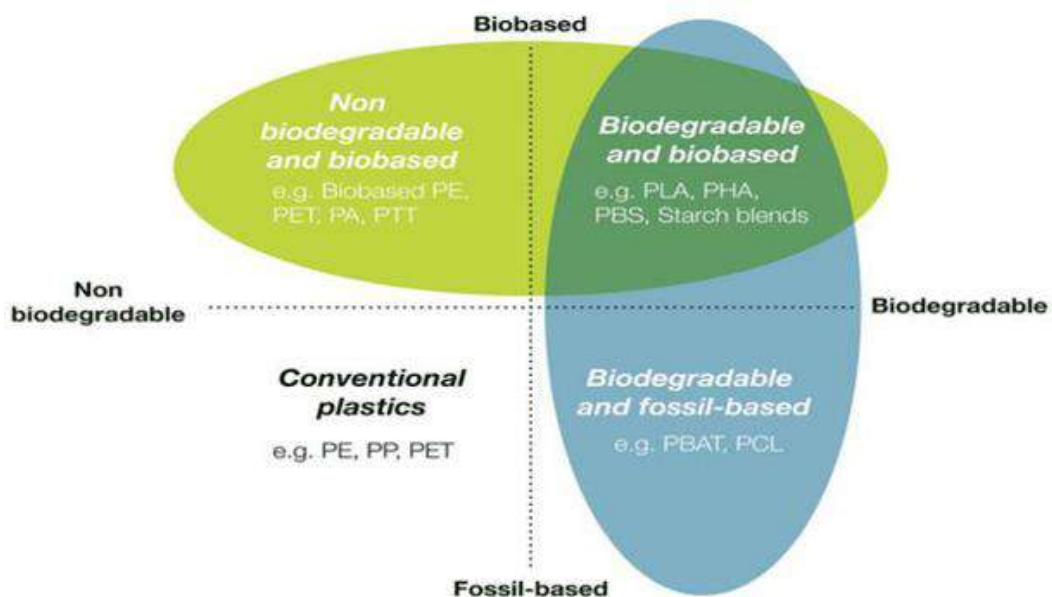 Biobased
Non
biodegradable
and biobased
e.g. Biobased PE,
PET, PA, PTT
Biodegradable
and biobased
e.g. PLA, PHA,
PBS, Starch blends
Non
biodegradable
Biodegradable
Conventional
plastics
e.g. PE, PP, PET
Biodegradable
and fossil-based
e.g. PBAT, PCL
Fossil-based